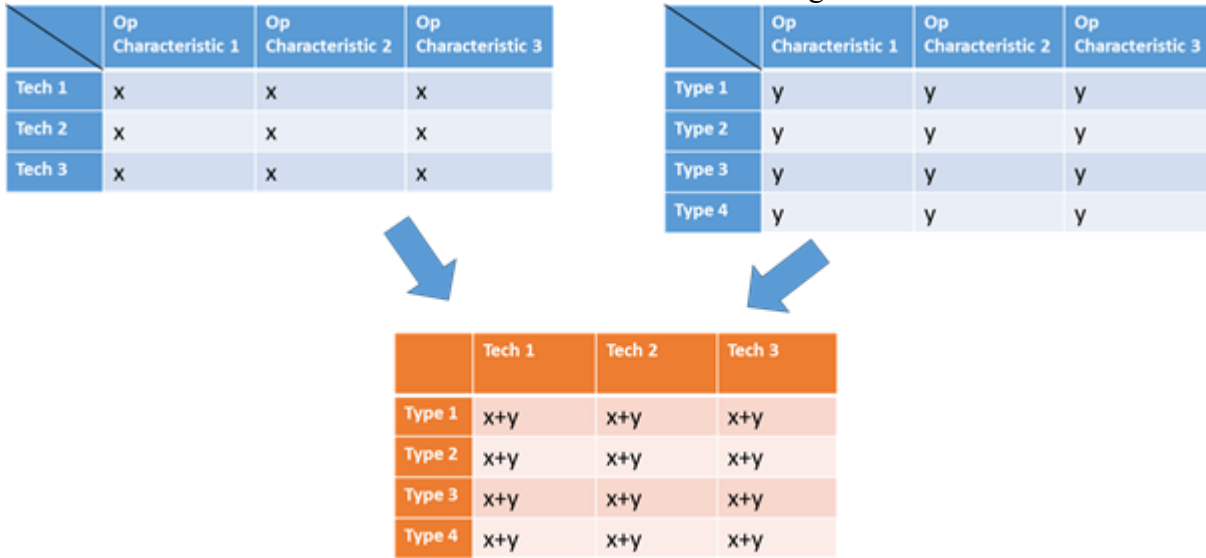 Op Characteristic 1 Op Characteristic 2 Op Characteristic 3
Tech 1 x x x
Tech 2 x x x
Tech 3 x x x
Op Characteristic 1 Op Characteristic 2 Op Characteristic 3
Type 1 y y y
Type 2 y y y
Type 3 y y y
Type 4 y y y
Tech 1 Tech 2 Tech 3
Type 1 x+y x+y x+y
Type 2 x+y x+y x+y
Type 3 x+y x+y x+y
Type 4 x+y x+y x+y